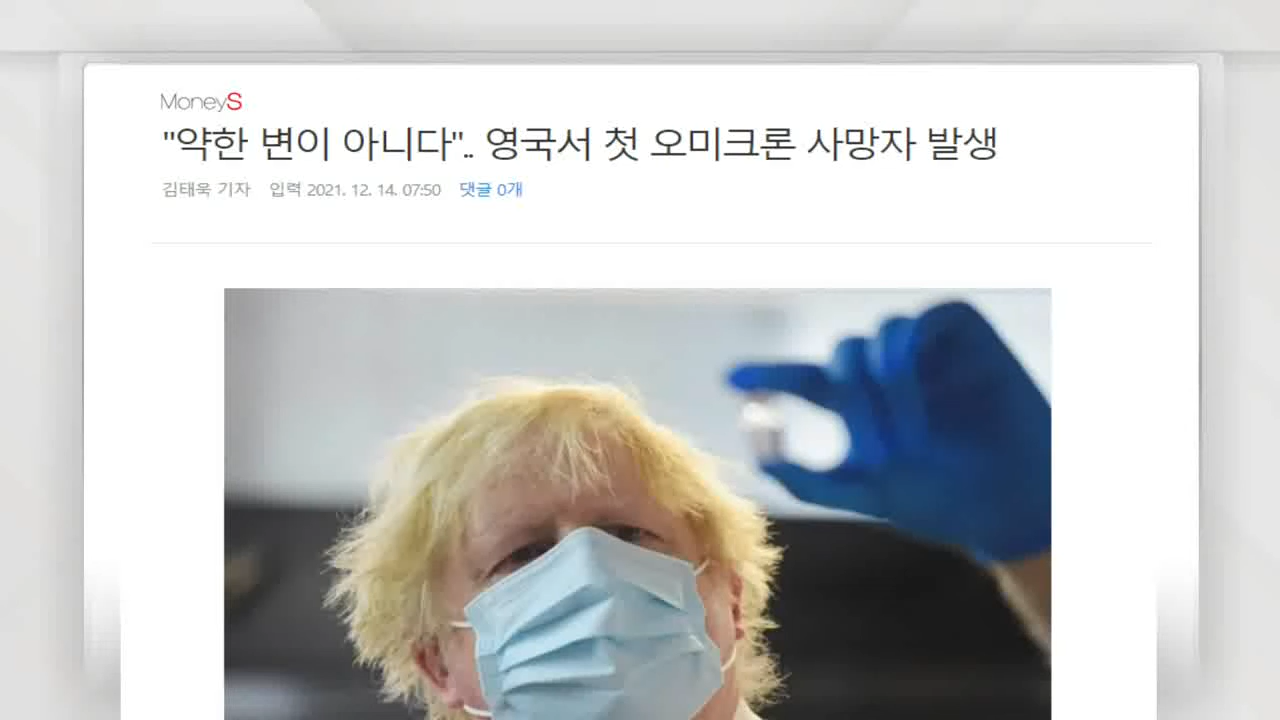 MoneyS
"약한 변이 아니다".. 영국서 첫 오미크론 사망자 발생
김태욱 기자 입력 2021. 12. 14. 07:50 댓글 0개